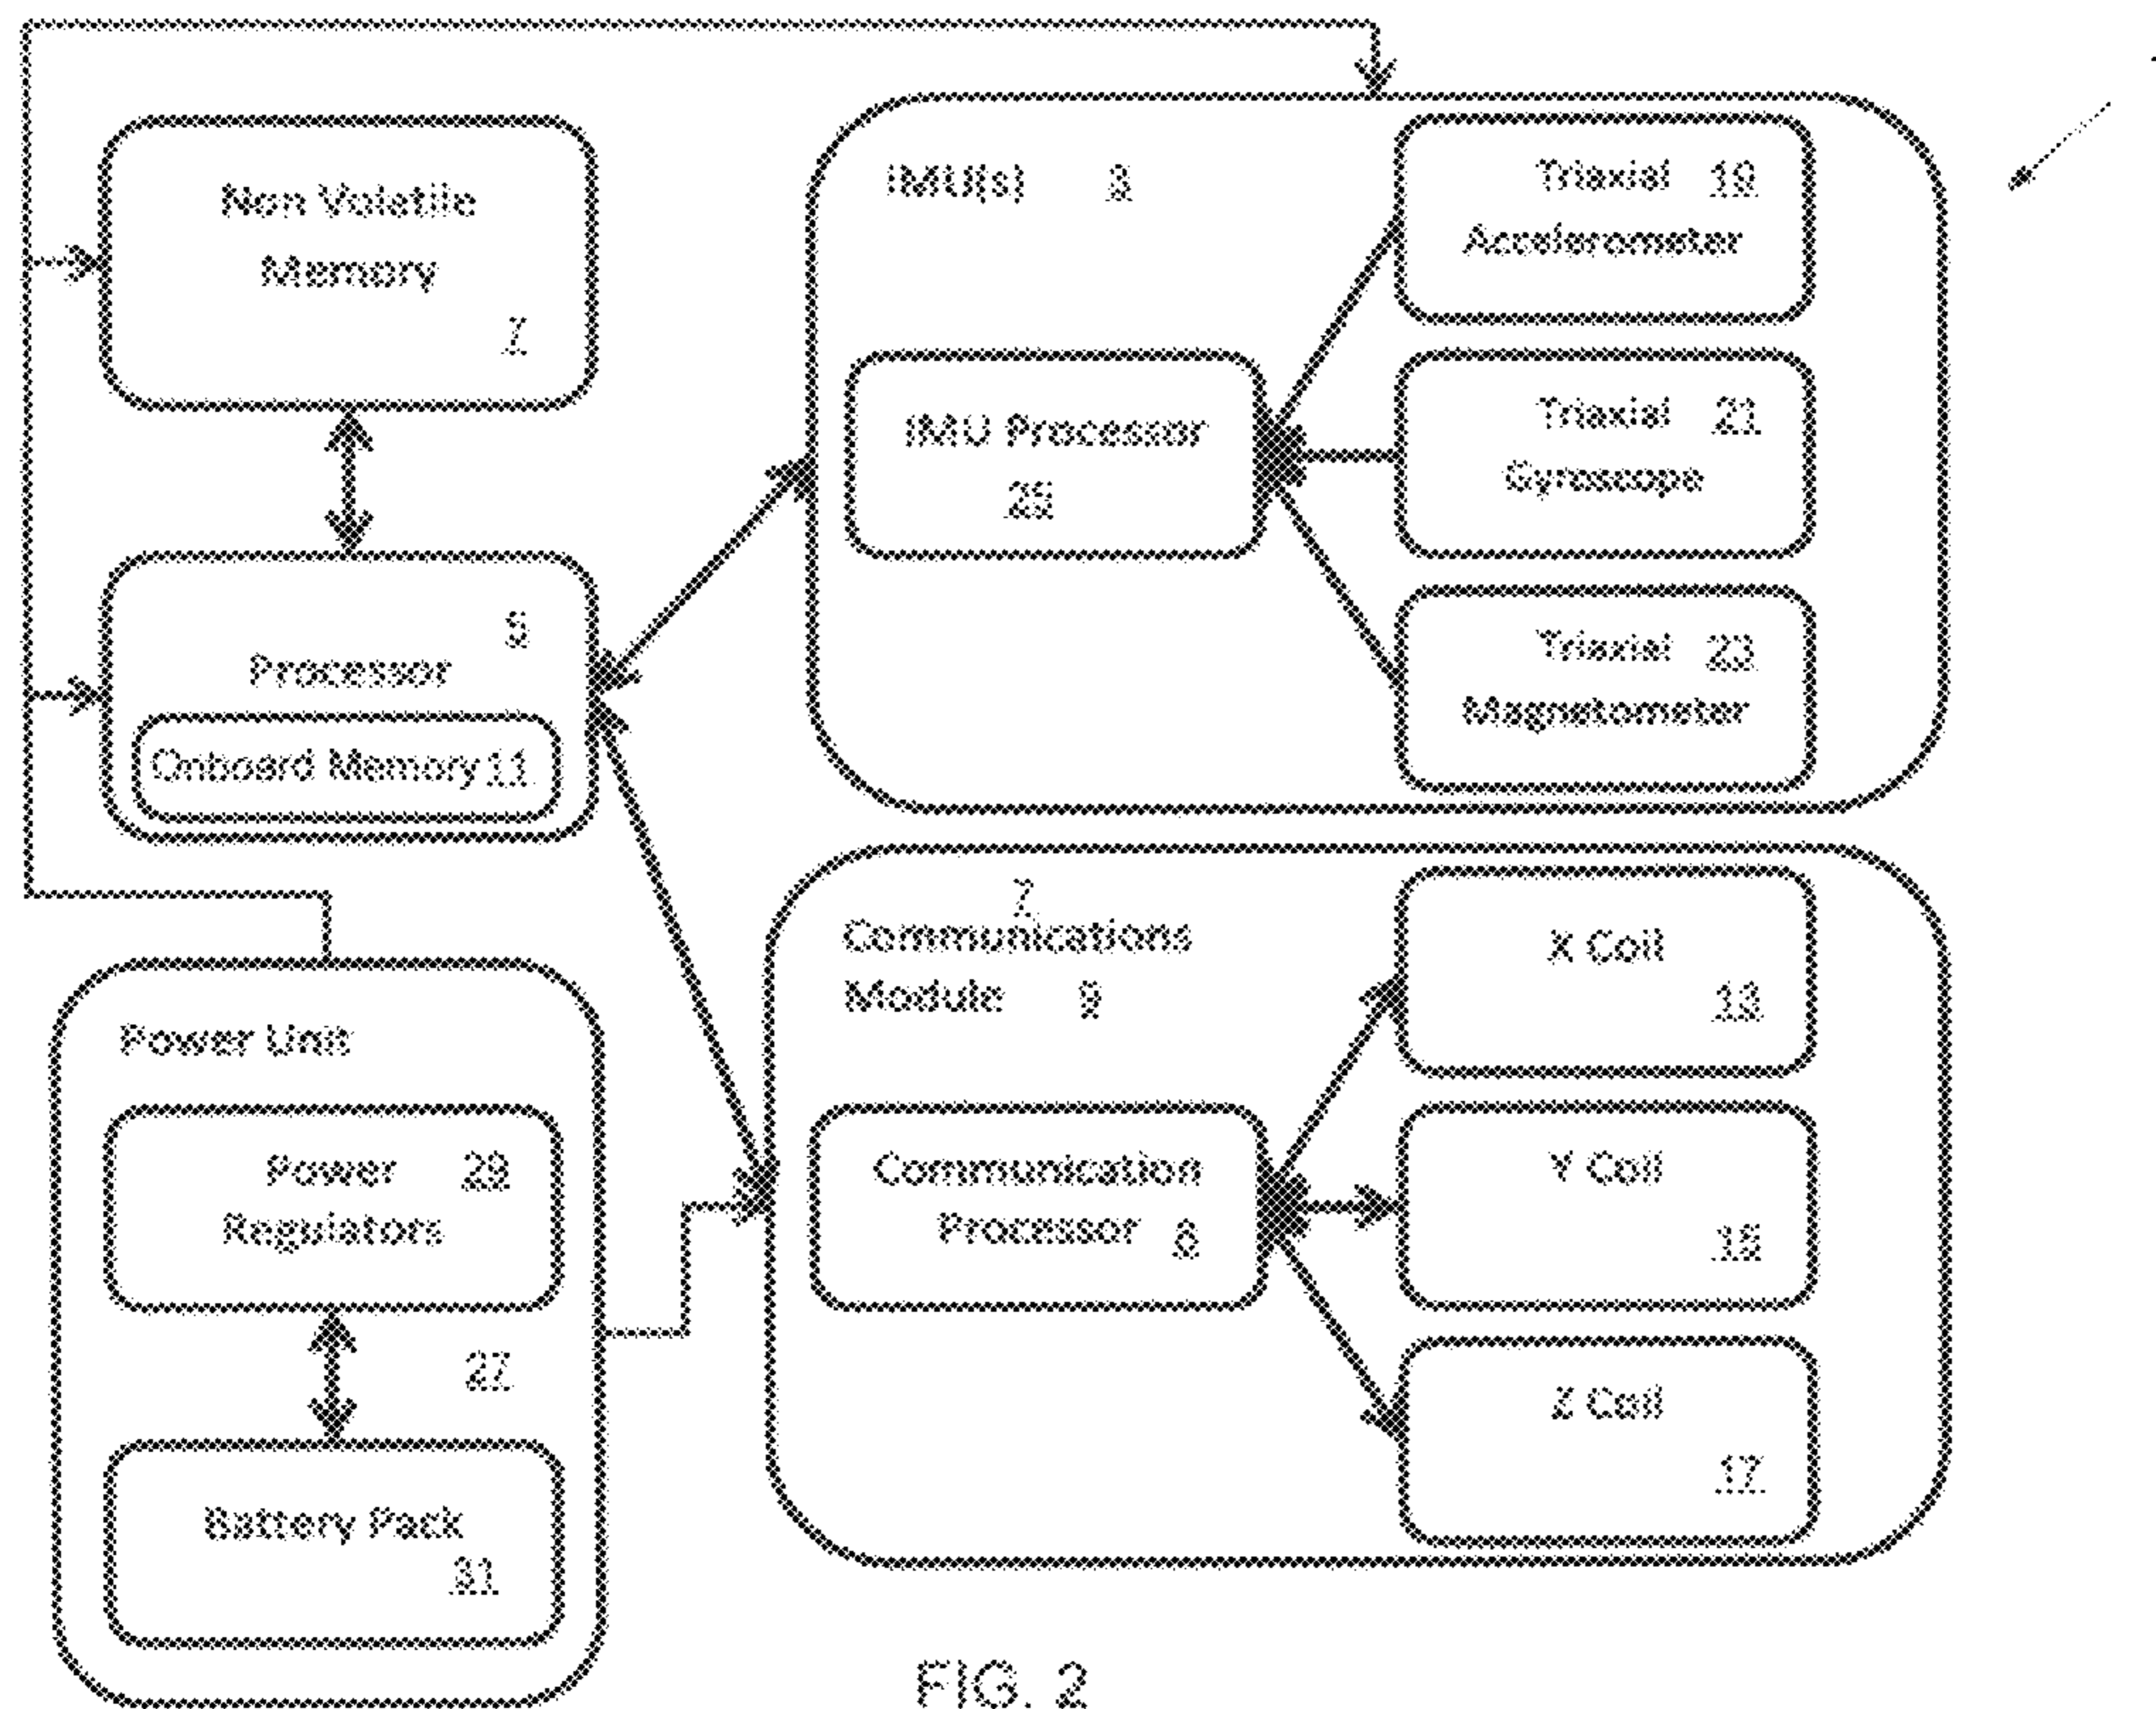 Non Volatile
Memory
7
Processor 5
Onboard Memory 11
Power Unit
Power 29
Regulators
27
Battery Pack
31
IMU(s) 3
IMU Processor
25
Triaxial 19
Accelerometer
Triaxial 21
Gyroscope
Triaxial 23
Magnetometer
7
Communications
Module 9
Communication
Processor 8
X Coil
13
Y Coil
15
Z Coil
17
FIG. 2